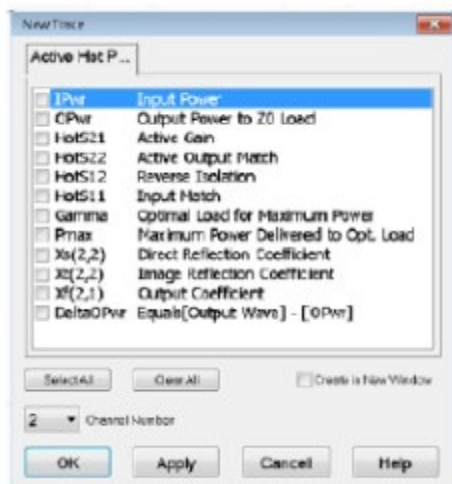 New Trace
Active Hot P...
IPwr Input Power
OPwr Output Power to Z0 Load
HotS21 Active Gain
HotS22 Active Output Match
HotS12 Reverse Isolation
HotS11 Input Match
Gamma Optimal Load for Maximum Power
Pmax Maximum Power Delivered to Opt. Load
Xs(2,2) Direct Reflection Coefficient
Xt(2,2) Image Reflection Coefficient
Xf(2,1) Output Coefficient
DeltaOPwr Equals[Output Wave] - [OPwr]
Select All Clear All Create in New Window
2 Channel Number
OK Apply Cancel Help